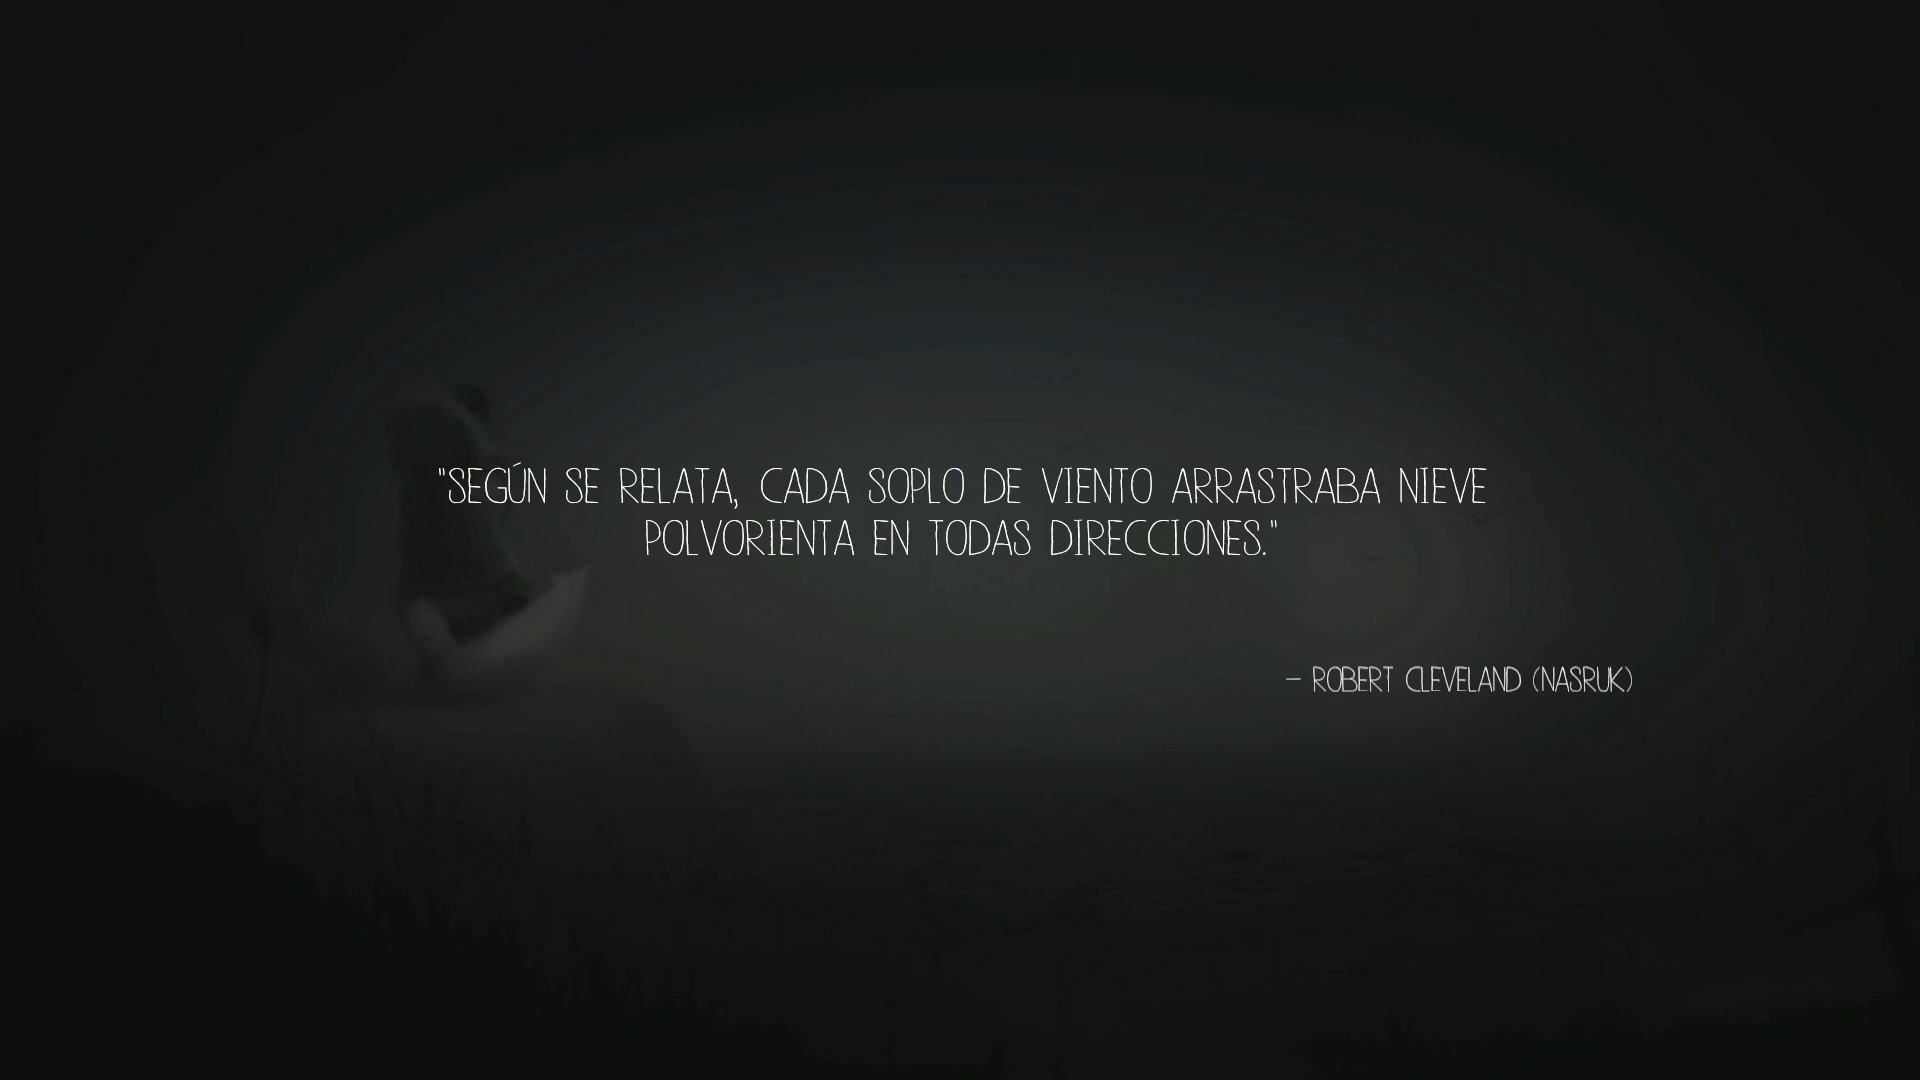 "SEGÚN SE RELATA, CADA SOPLO DE VIENTO ARRASTRABA NIEVE
POLVORIENTA EN TODAS DIRECCIONES."
- ROBERT CLEVELAND (NASRUK)